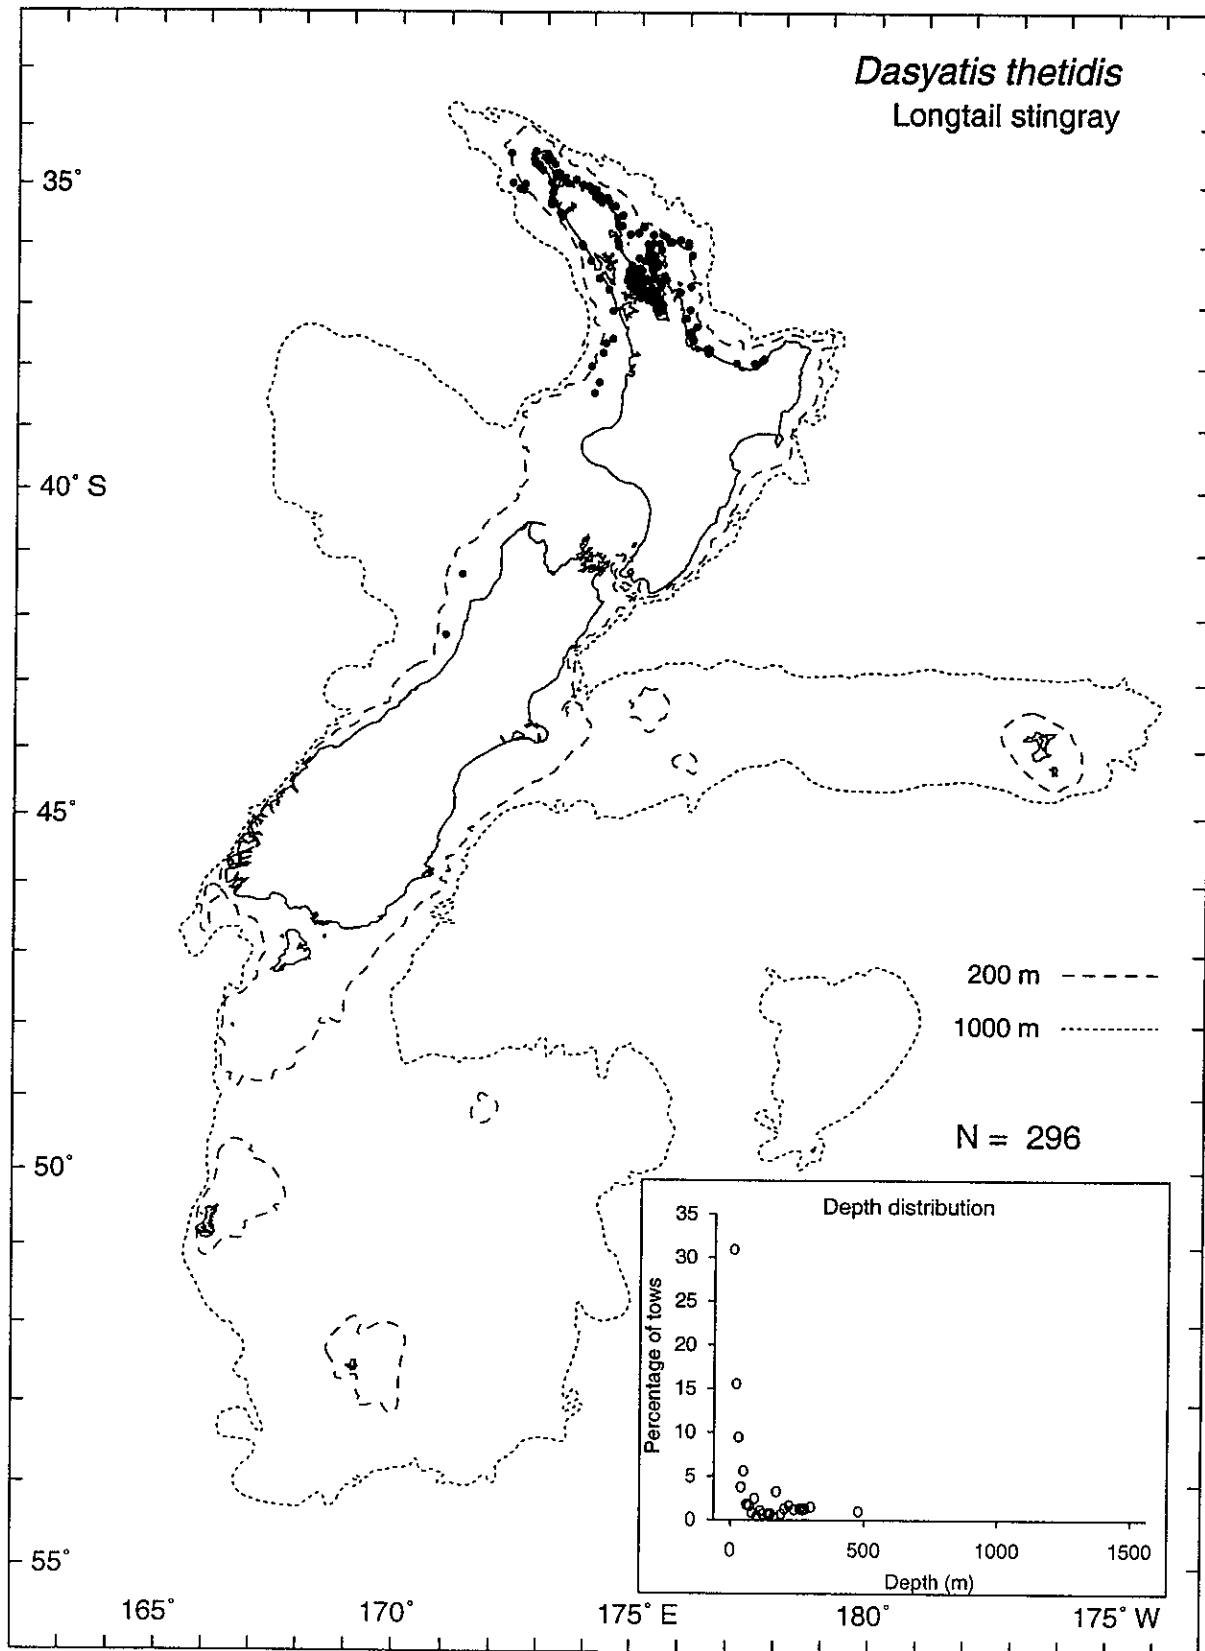 Dasyatis thetidis
Longtail stingray
35°
40° S
45°
50°
55°
165°
170°
175° E
180°
175° W
200 m
1000 m
N = 296
Depth distribution
Percentage of tows
35
30
25
20
15
10
5
0
0
500
1000
1500
Depth (m)